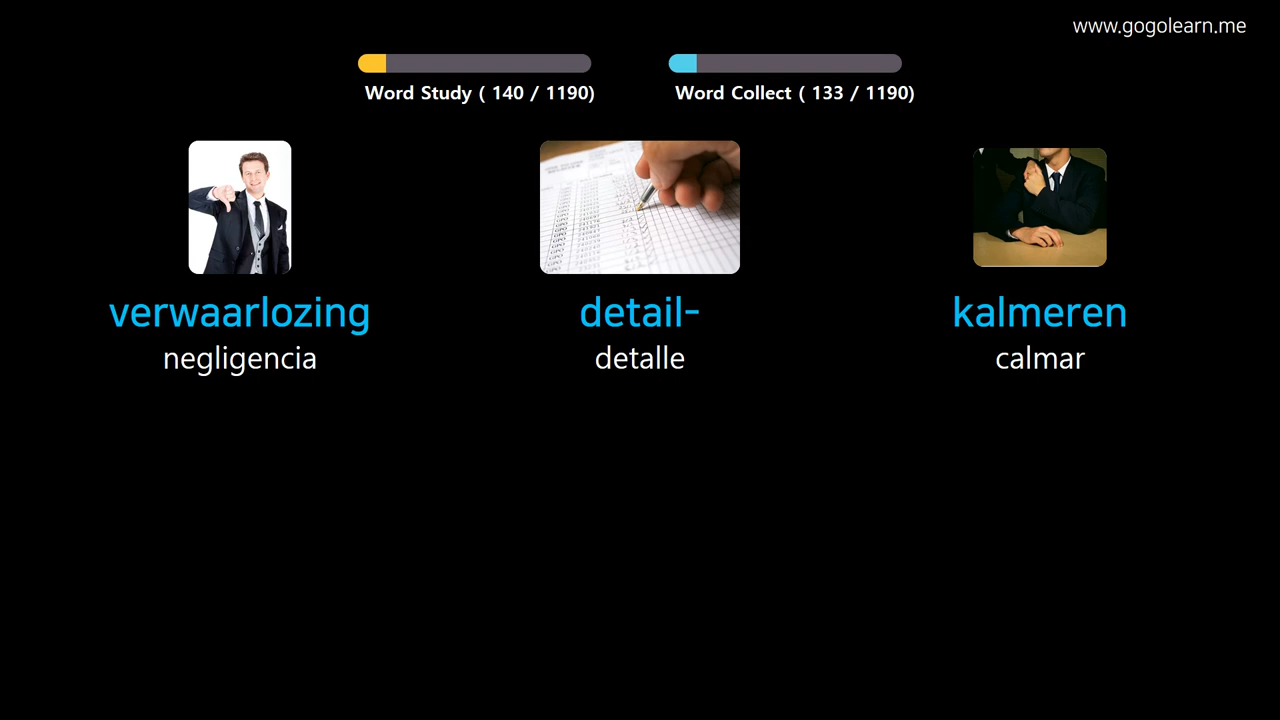 www.gogolearn.me
Word Study ( 140 / 1190)
Word Collect ( 133 / 1190)
verwaarlozing
detail-
kalmeren
negligencia
detalle
calmar